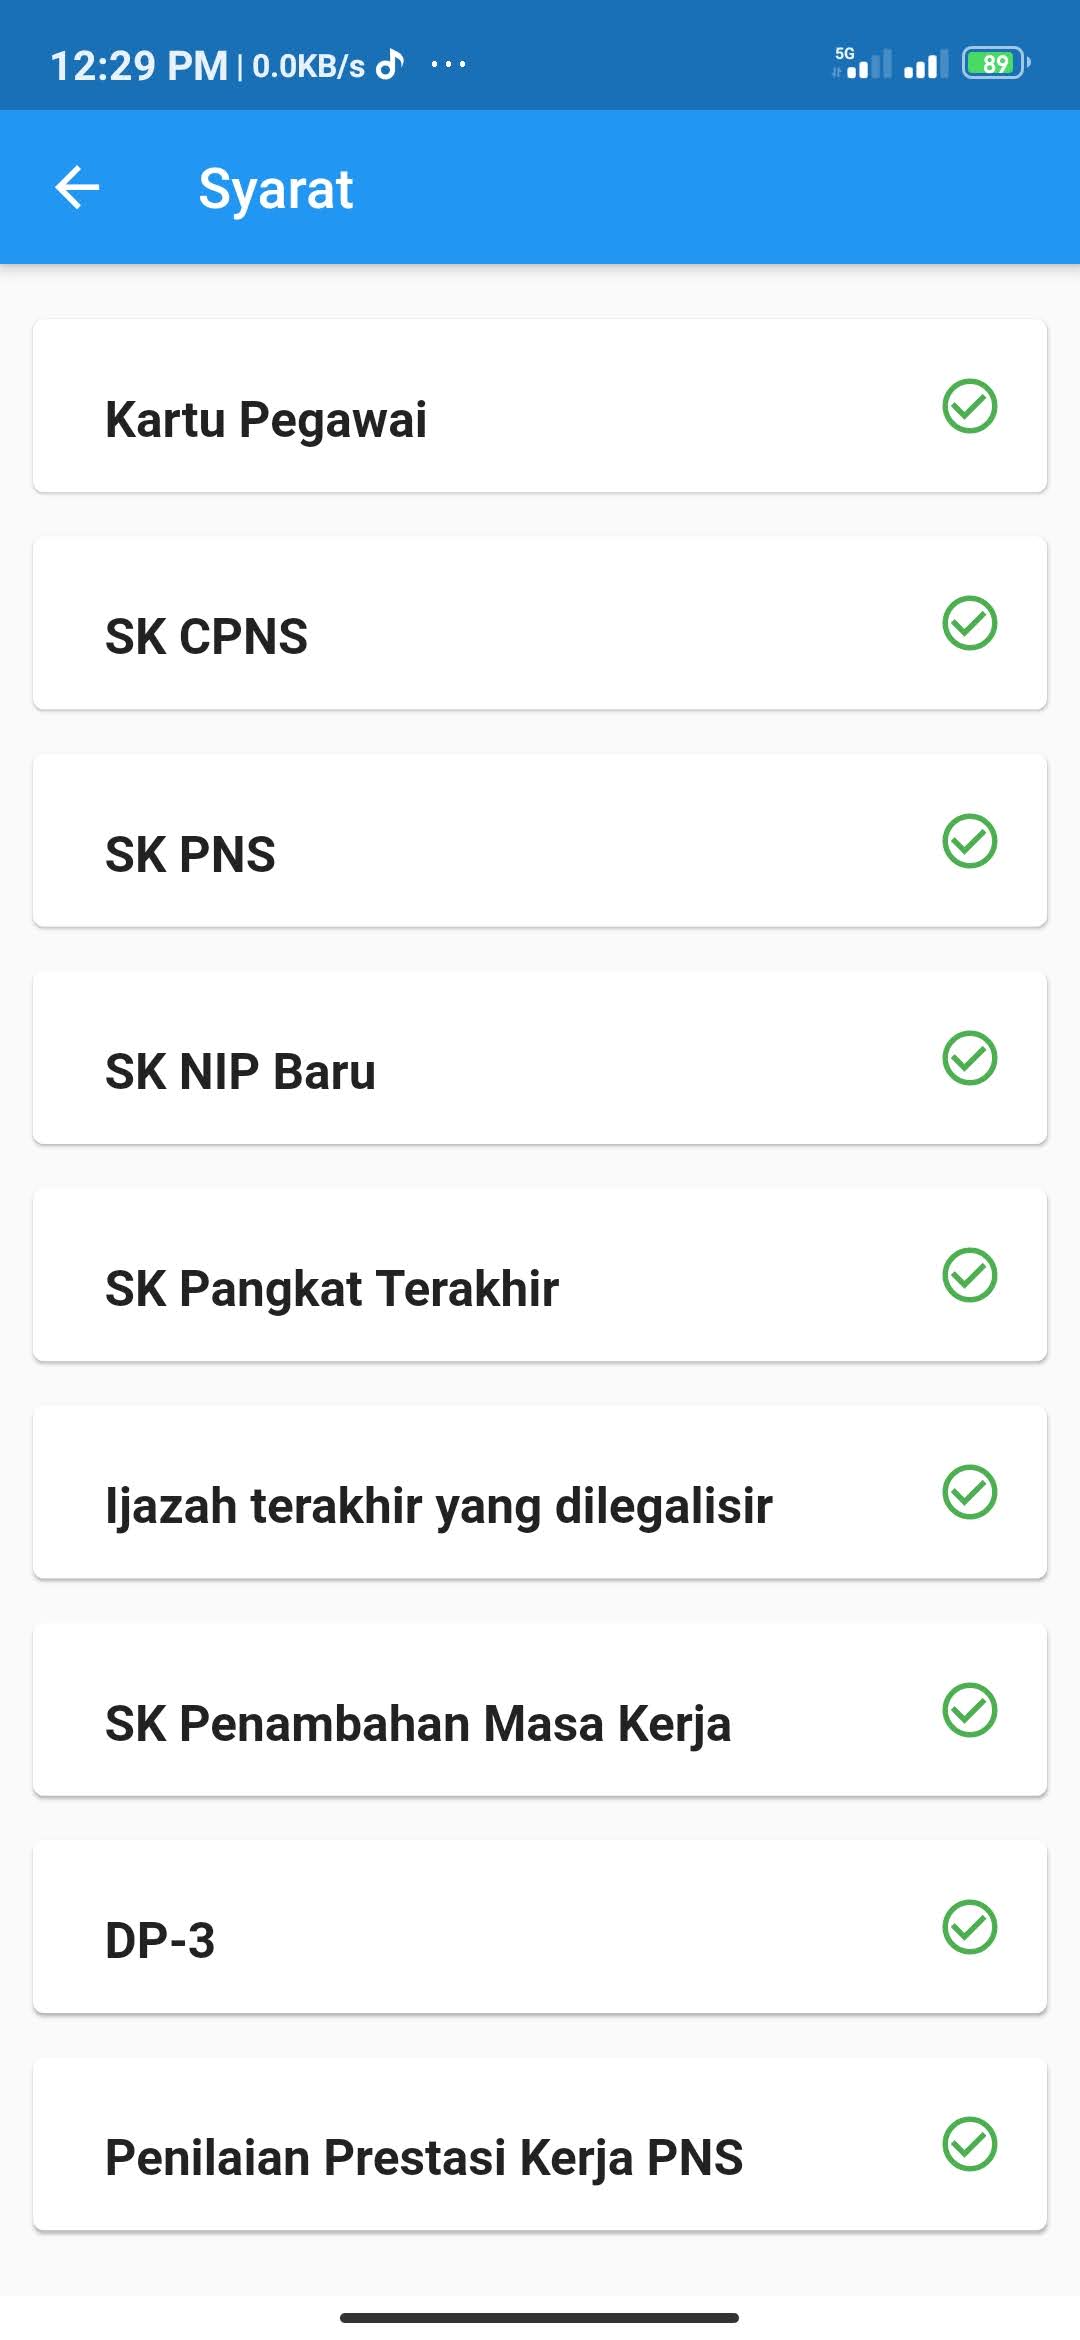 12:29 PM | 0.0KB/s ...
5G
89
Syarat
Kartu Pegawai
SK CPNS
SK PNS
SK NIP Baru
SK Pangkat Terakhir
Ijazah terakhir yang dilegalisir
SK Penambahan Masa Kerja
DP-3
Penilaian Prestasi Kerja PNS